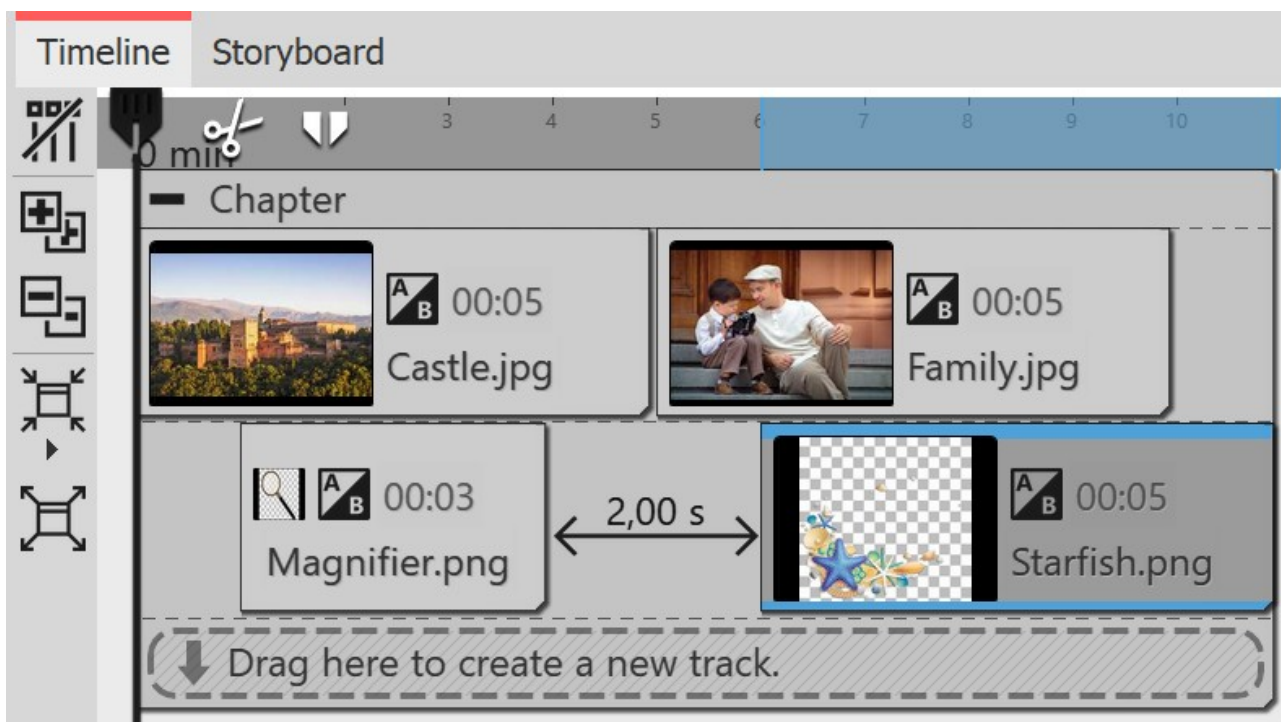 Timeline Storyboard
3 4 5 6 7 8 9 10
0 min
Chapter
A B 00:05
Castle.jpg
A B 00:05
Family.jpg
A B 00:03
Magnifier.png
2,00 s
A B 00:05
Starfish.png
Drag here to create a new track.